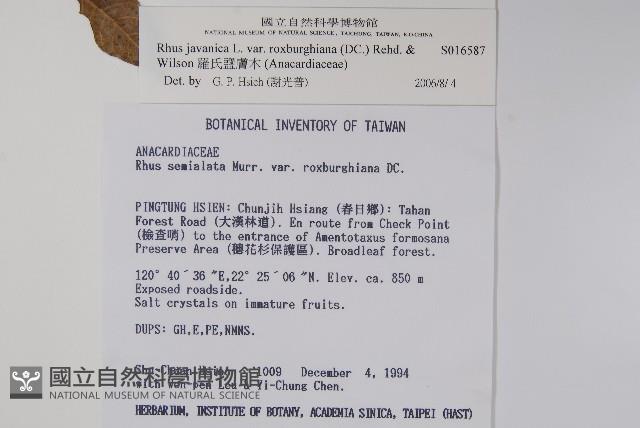 國立自然科學博物館
NATIONAL MUSEUM OF NATURAL SCIENCE, TAICHUNG, TAIWAN, R.O.CHINA
Rhus javanica L. var. roxburghiana (DC.) Rehd. & S016587
Wilson 羅氏鹽膚木 (Anacardiaceae)
Det. by G. P. Hsieh (謝光普) 2006/8/4
BOTANICAL INVENTORY OF TAIWAN
ANACARDIACEAE
Rhus semialata Murr. var. roxburghiana DC.
PINGTUNG HSIEN: Chunjih Hsiang (春日鄉): Tahan
Forest Road (大漢林道). En route from Check Point
(檢查哨) to the entrance of Amentotaxus formosana
Preserve Area (穗花杉保護區). Broadleaf forest.
120° 40´36 ˝E,22° 25´06 ˝N. Elev. ca. 850 m
Exposed roadside.
Salt crystals on immature fruits.
DUPS: GH,E,PE,NMNS.
1009 December 4, 1994
with Yi-Chung Chen.
國立自然科學博物館
NATIONAL MUSEUM OF NATURAL SCIENCE
HERBARIUM, INSTITUTE OF BOTANY, ACADEMIA SINICA, TAIPEI (HAST)